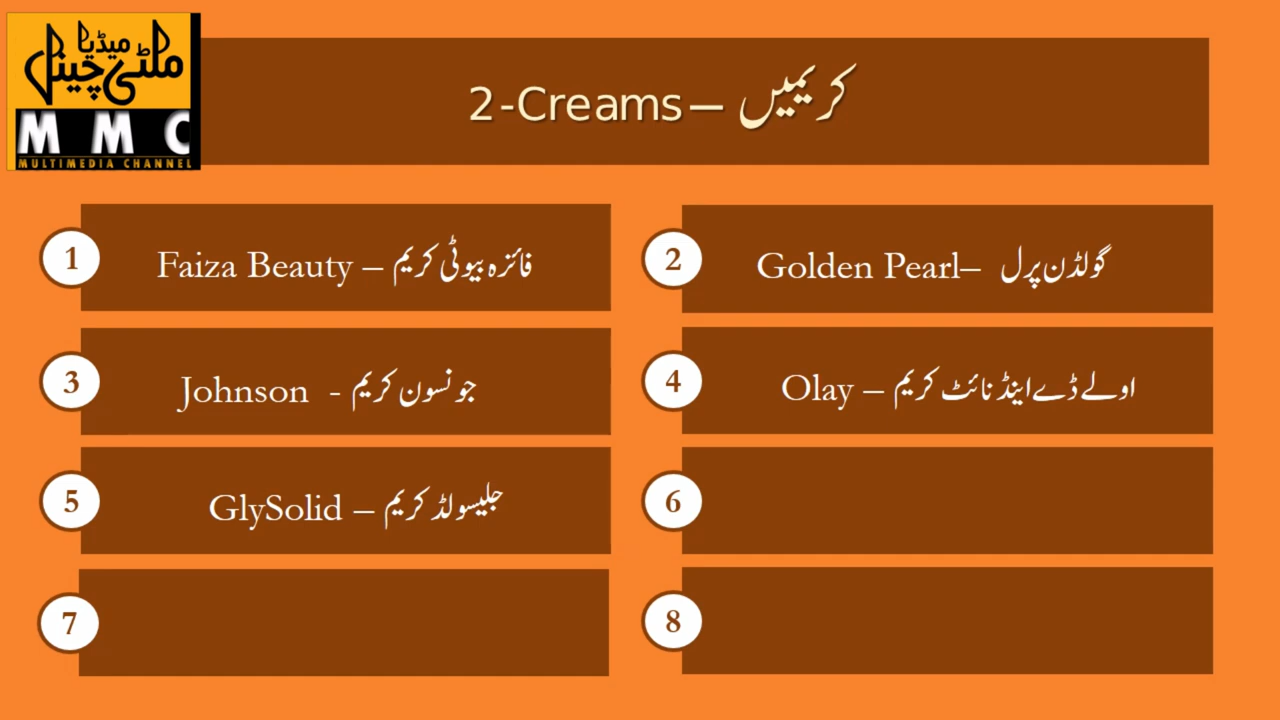 ملٹی میڈیا چینل
MMC
MULTIMEDIA CHANNEL
2-Creams – کریمیں
1 Faiza Beauty – فائزہ بیوٹی کریم
2 Golden Pearl– گولڈن پرل
3 Johnson - جونسون کریم
4 Olay – اولے ڈے اینڈ نائٹ کریم
5 GlySolid – جلیسولڈ کریم
6
7
8